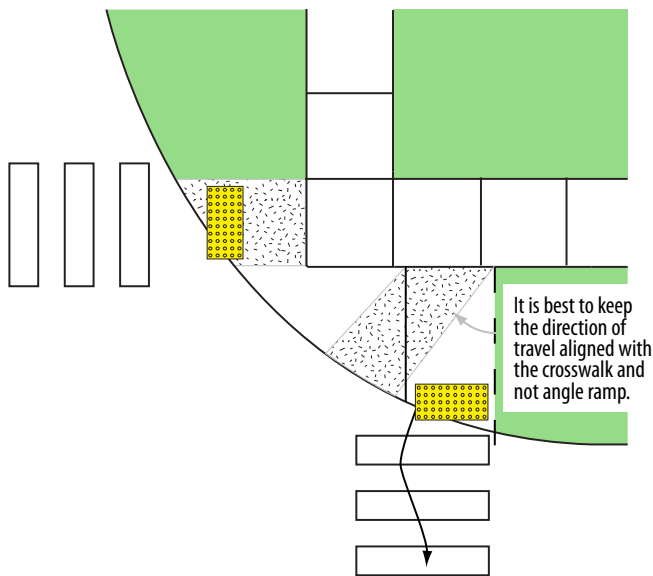 It is best to keep
the direction of
travel aligned with
the crosswalk and
not angle ramp.